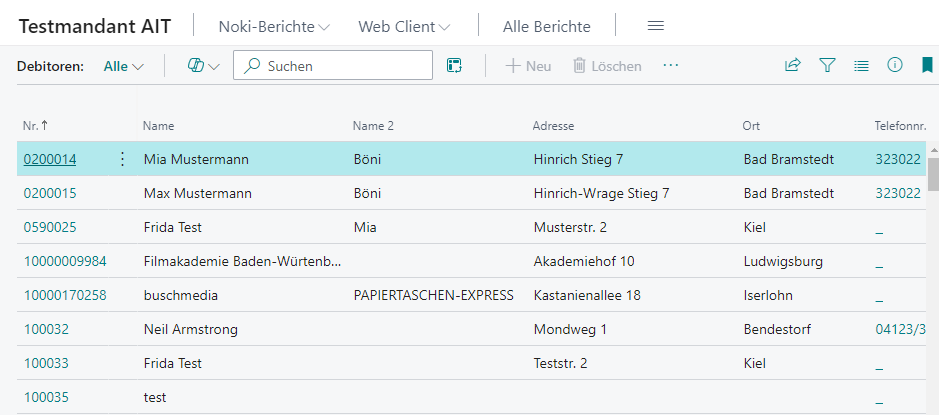 Testmandant AIT Noki-Berichte Web Client Alle Berichte
Debitoren: Alle Suchen Neu Löschen ...
Nr. ↑ Name Name 2 Adresse Ort Telefonnr.
0200014 Mia Mustermann Böni Hinrich Stieg 7 Bad Bramstedt 323022
0200015 Max Mustermann Böni Hinrich-Wrage Stieg 7 Bad Bramstedt 323022
0590025 Frida Test Mia Musterstr. 2 Kiel _
10000009984 Filmakademie Baden-Würtenb... Akademiehof 10 Ludwigsburg _
10000170258 buschmedia PAPIERTASCHEN-EXPRESS Kastanienallee 18 Iserlohn _
100032 Neil Armstrong Mondweg 1 Bendestorf 04123/3
100033 Frida Test Teststr. 2 Kiel _
100035 test _